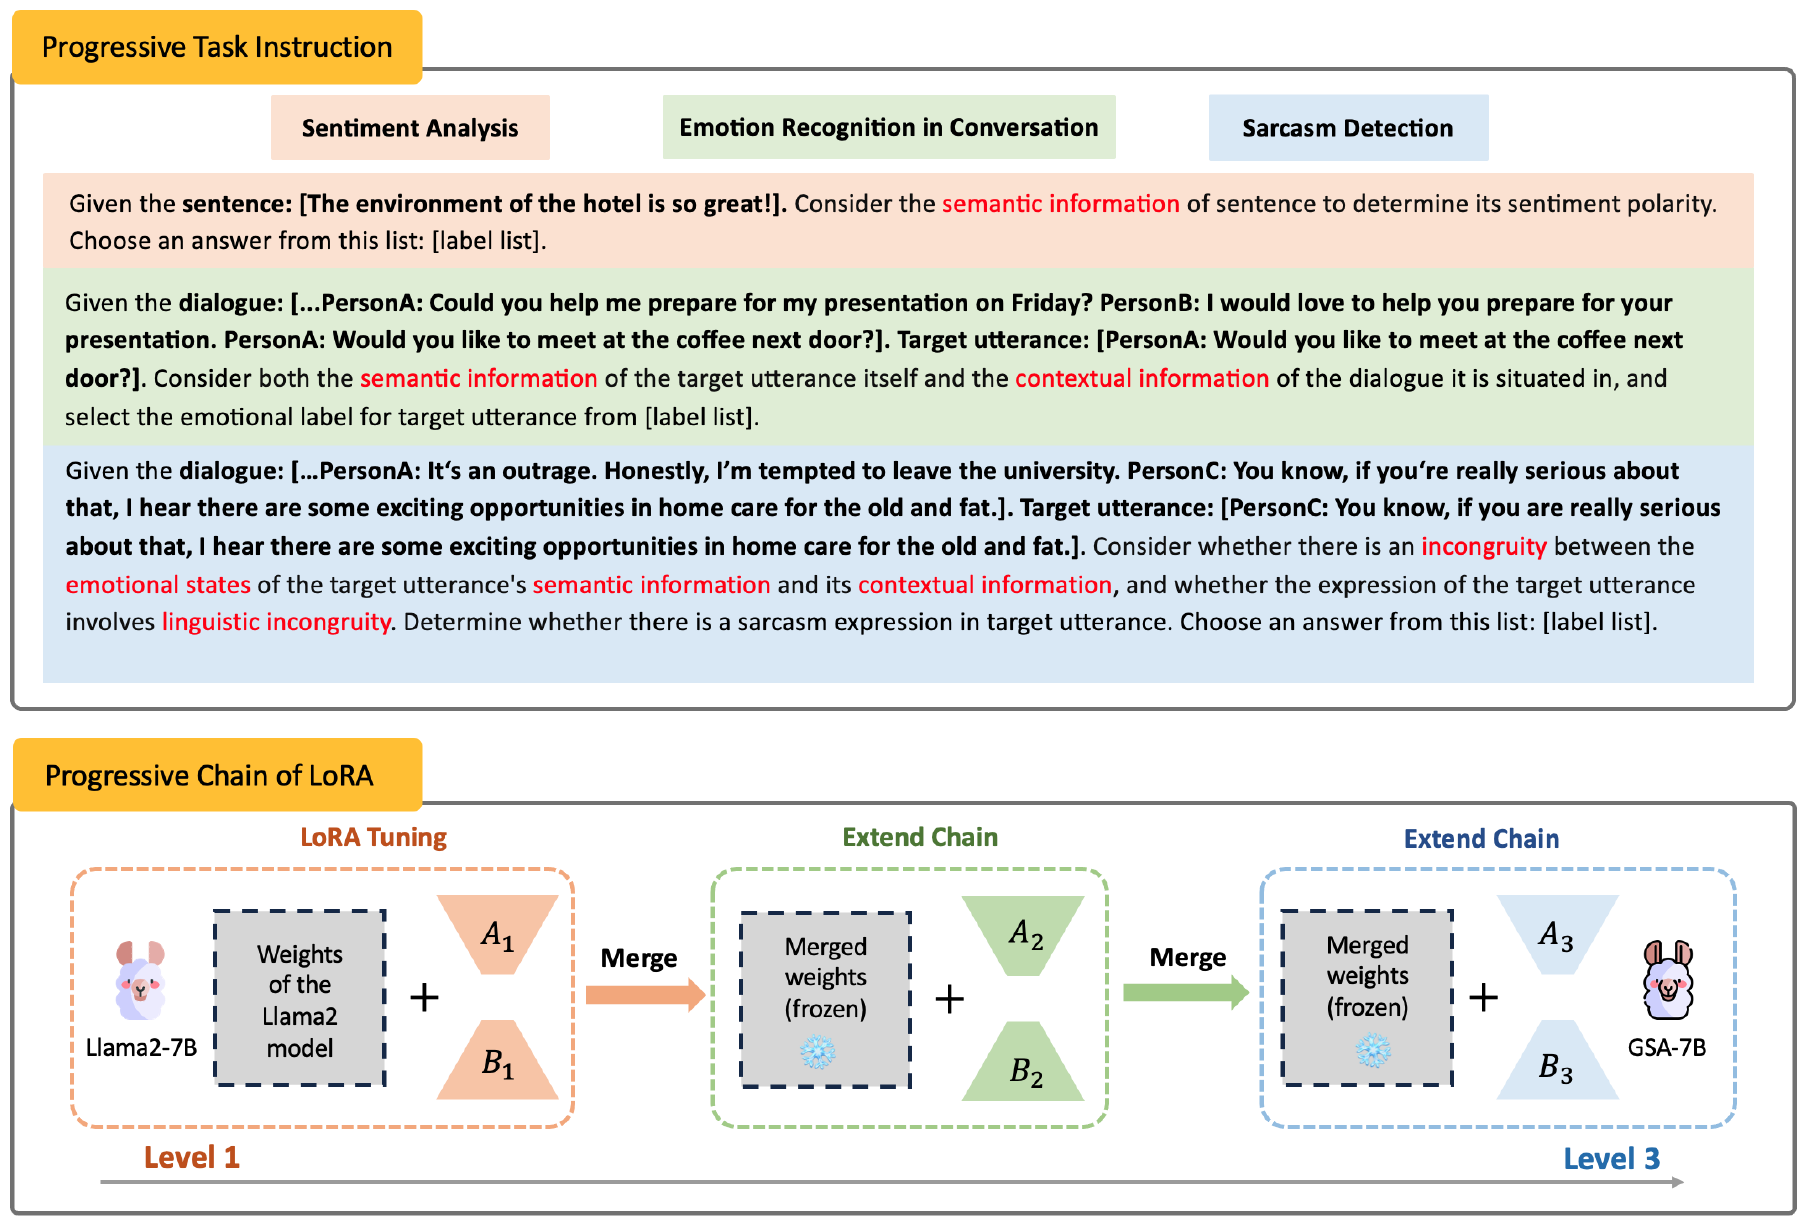 Progressive Task Instruction
Sentiment Analysis
Emotion Recognition in Conversation
Sarcasm Detection
Given the sentence: [The environment of the hotel is so great!]. Consider the semantic information of sentence to determine its sentiment polarity.
Choose an answer from this list: [label list].
Given the dialogue: [...PersonA: Could you help me prepare for my presentation on Friday? PersonB: I would love to help you prepare for your
presentation. PersonA: Would you like to meet at the coffee next door?]. Target utterance: [PersonA: Would you like to meet at the coffee next
door?]. Consider both the semantic information of the target utterance itself and the contextual information of the dialogue it is situated in, and
select the emotional label for target utterance from [label list].
Given the dialogue: [...PersonA: It‘s an outrage. Honestly, I’m tempted to leave the university. PersonC: You know, if you‘re really serious about
that, I hear there are some exciting opportunities in home care for the old and fat.]. Target utterance: [PersonC: You know, if you are really serious
about that, I hear there are some exciting opportunities in home care for the old and fat.]. Consider whether there is an incongruity between the
emotional states of the target utterance's semantic information and its contextual information, and whether the expression of the target utterance
involves linguistic incongruity. Determine whether there is a sarcasm expression in target utterance. Choose an answer from this list: [label list].
Progressive Chain of LoRA
LoRA Tuning
Extend Chain
Extend Chain
Llama2-7B
Weights
of the
Llama2
model
+
A1
B1
Merge
Merged
weights
(frozen)
+
A2
B2
Merge
Merged
weights
(frozen)
+
A3
B3
GSA-7B
Level 1
Level 3